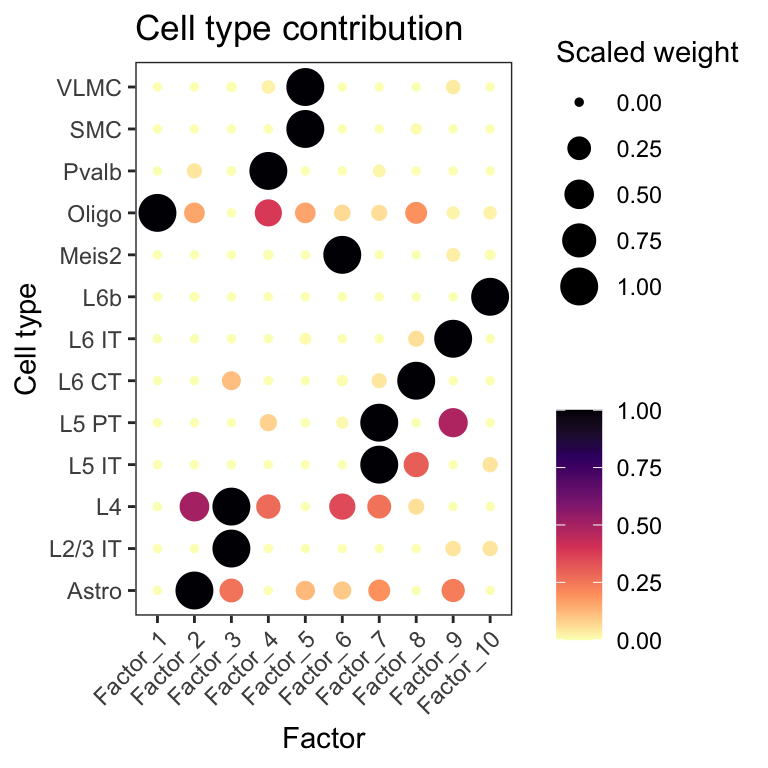 Cell type contribution
Cell type
VLMC
SMC
Pvalb
Oligo
Meis2
L6b
L6 IT
L6 CT
L5 PT
L5 IT
L4
L2/3 IT
Astro
Factor_1
Factor_2
Factor_3
Factor_4
Factor_5
Factor_6
Factor_7
Factor_8
Factor_9
Factor_10
Factor
Scaled weight
0.00
0.25
0.50
0.75
1.00
1.00
0.75
0.50
0.25
0.00